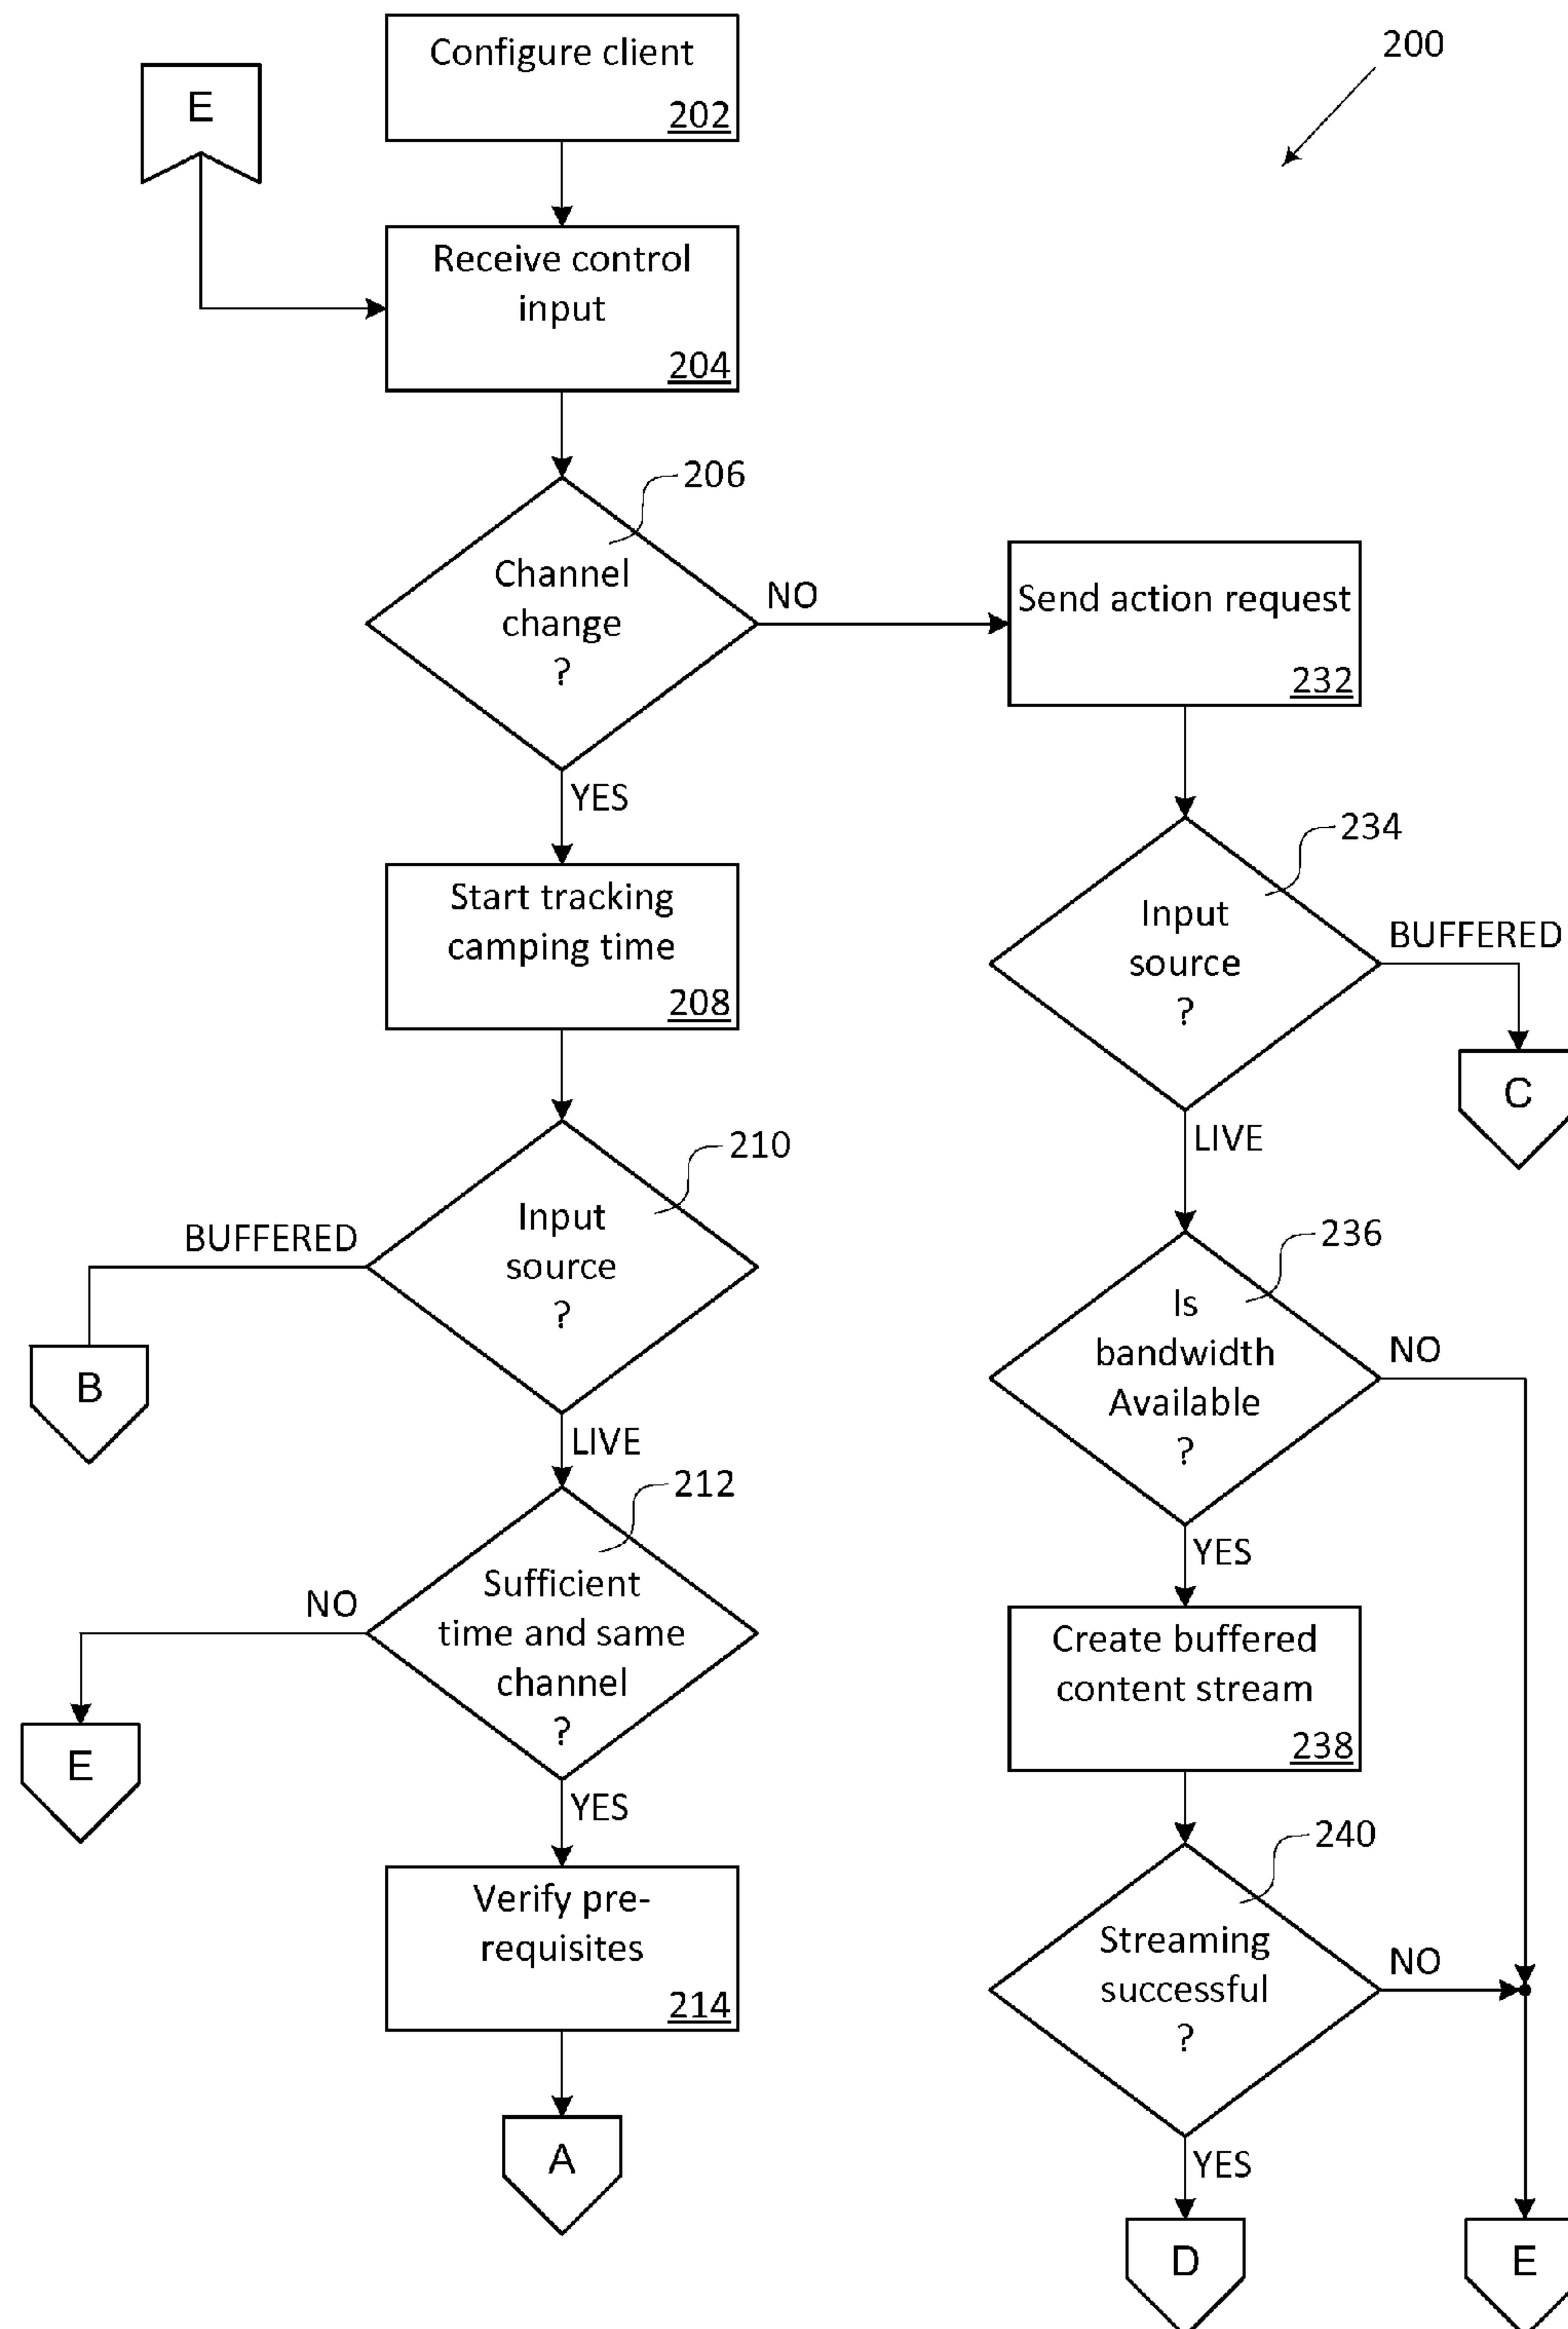 Configure client
202
200
E
Receive control
input
204
206
Channel
change
?
NO
Send action request
232
YES
Start tracking
camping time
208
234
Input
source
?
BUFFERED
C
LIVE
210
Input
source
?
BUFFERED
B
LIVE
236
Is
bandwidth
Available
?
NO
YES
212
Sufficient
time and same
channel
?
NO
E
YES
Create buffered
content stream
238
Verify pre-
requisites
214
240
Streaming
successful
?
NO
YES
A
D
E